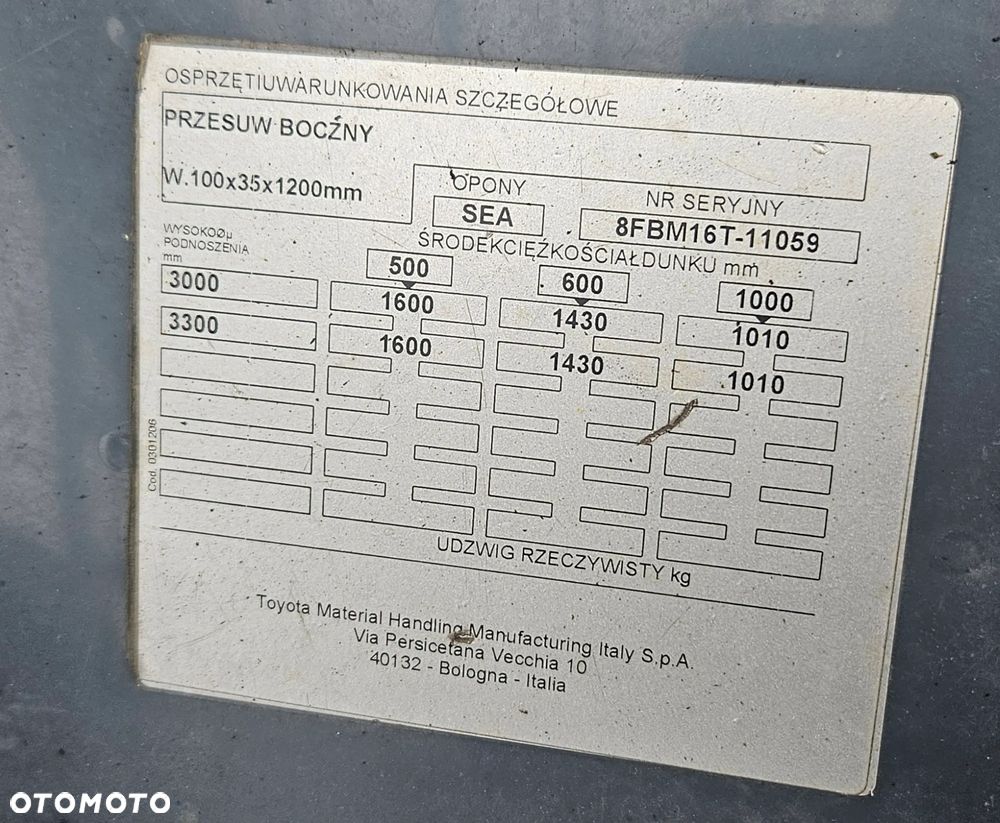 OSPRZĘTIUWARUNKOWANIA SZCZEGÓŁOWE
PRZESUW BOCŹNY
W.100x35x1200mm
OPONY
SEA
NR SERYJNY
8FBM16T-11059
WYSOKOØµ
PODNOSZENIA
mm
ŚRODEKCIĘŻKOŚCIAŁDUNKU mm
500 600 1000
3000 1600 1430 1010
3300 1600 1430 1010
Cod. 0301206
UDZWIG RZECZYWISTY kg
Toyota Material Handling Manufacturing Italy S.p.A.
Via Persicetana Vecchia 10
40132 - Bologna - Italia
OTOMOTO